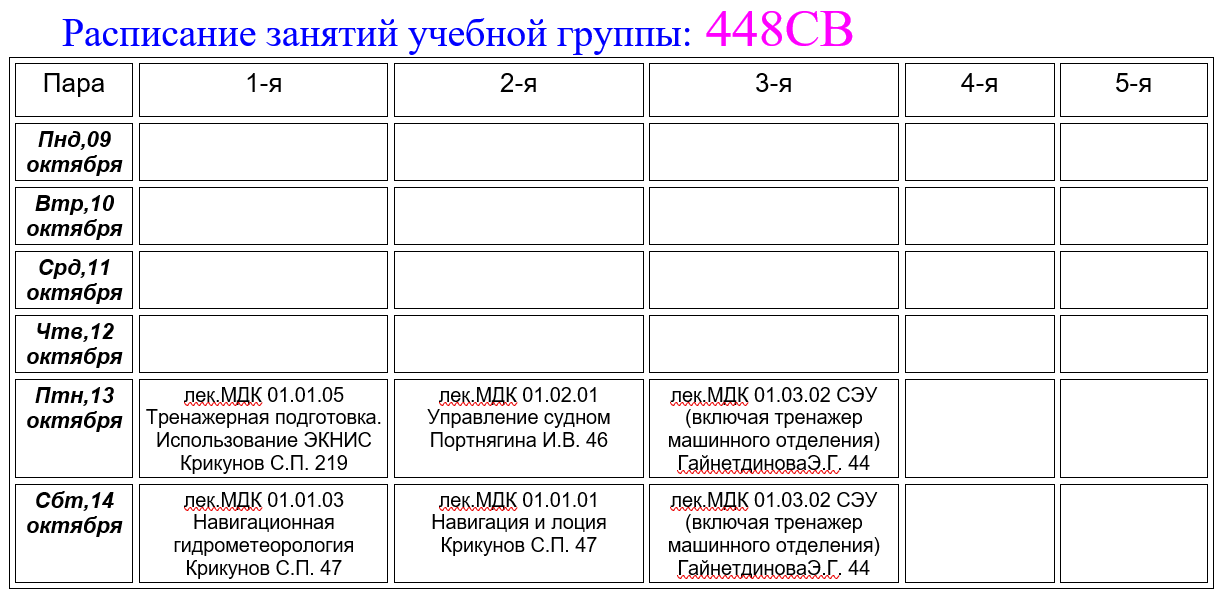 Расписание занятий учебной группы: 448СВ
Пара 1-я 2-я 3-я 4-я 5-я
Пнд,09
октября
Втр,10
октября
Срд,11
октября
Чтв,12
октября
Птн,13
октября
лек.МДК 01.01.05
Тренажерная подготовка.
Использование ЭКНИС
Крикунов С.П. 219
лек.МДК 01.02.01
Управление судном
Портнягина И.В. 46
лек.МДК 01.03.02 СЭУ
(включая тренажер
машинного отделения)
ГайнетдиноваЭ.Г. 44
Сбт,14
октября
лек.МДК 01.01.03
Навигационная
гидрометеорология
Крикунов С.П. 47
лек.МДК 01.01.01
Навигация и лоция
Крикунов С.П. 47
лек.МДК 01.03.02 СЭУ
(включая тренажер
машинного отделения)
ГайнетдиноваЭ.Г. 44